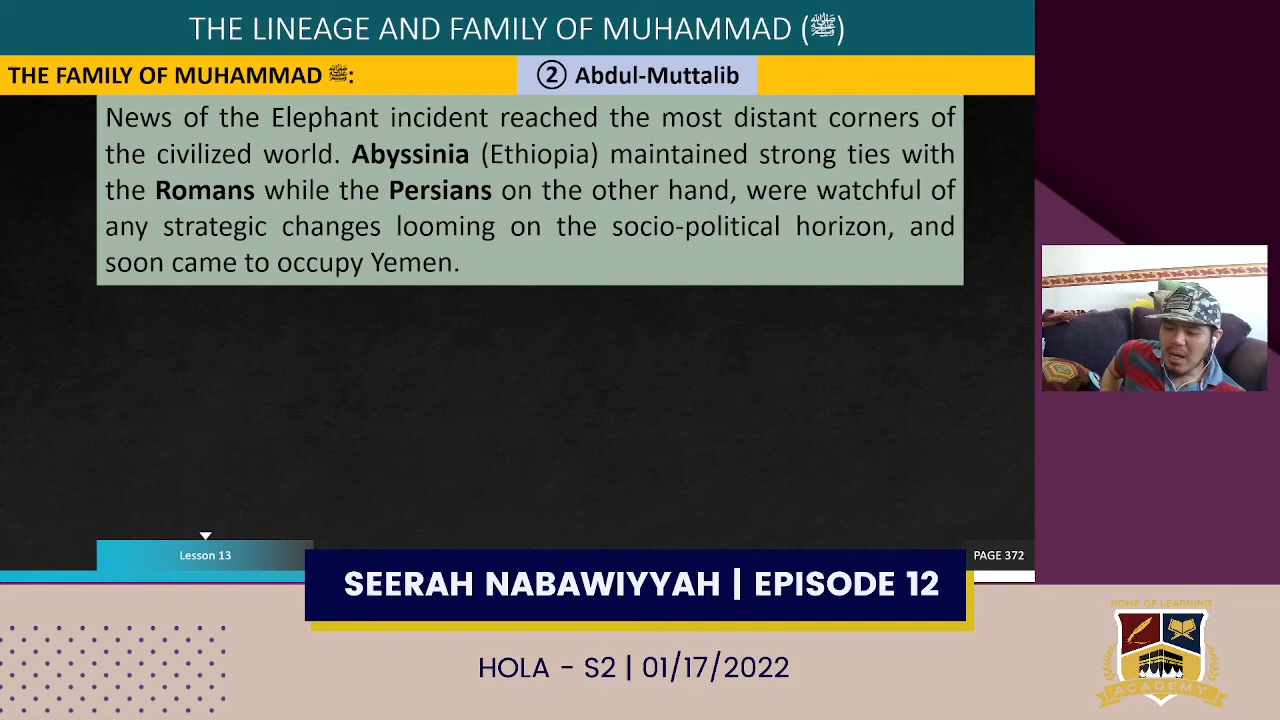 THE LINEAGE AND FAMILY OF MUHAMMAD (ﷺ)
THE FAMILY OF MUHAMMAD ﷺ:
② Abdul-Muttalib
News of the Elephant incident reached the most distant corners of
the civilized world. Abyssinia (Ethiopia) maintained strong ties with
the Romans while the Persians on the other hand, were watchful of
any strategic changes looming on the socio-political horizon, and
soon came to occupy Yemen.
Lesson 13
PAGE 372
SEERAH NABAWIYYAH | EPISODE 12
HOLA - S2 | 01/17/2022
HOME OF LEARNING
ACADEMY